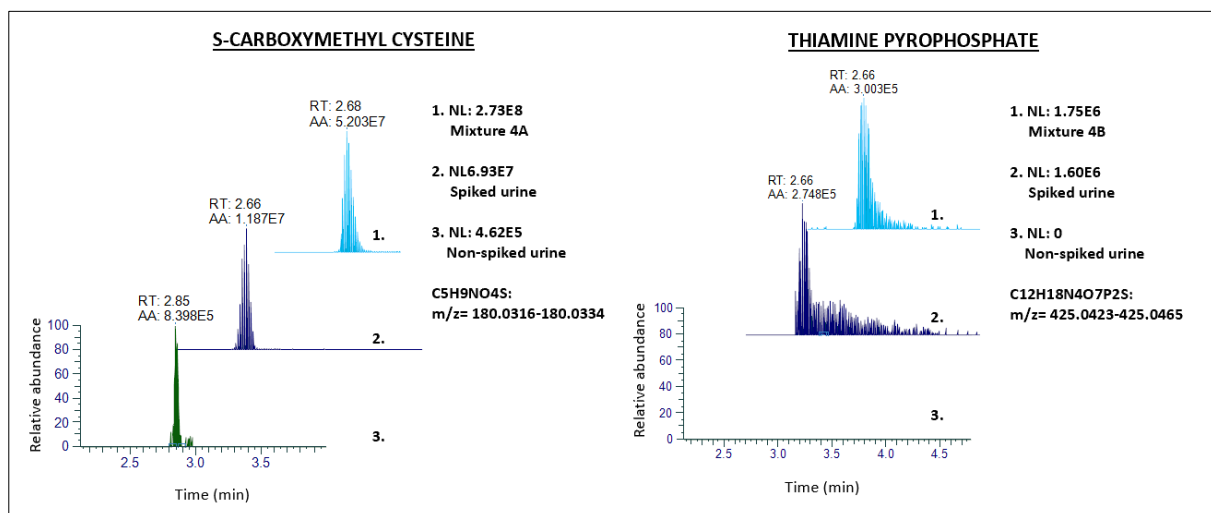 S-CARBOXYMETHYL CYSTEINE
RT: 2.68
AA: 5.203E7
1. NL: 2.73E8
Mixture 4A
2. NL6.93E7
Spiked urine
3. NL: 4.62E5
Non-spiked urine
C5H9NO4S:
m/z= 180.0316-180.0334
1.
RT: 2.66
AA: 1.187E7
2.
RT: 2.85
AA: 8.398E5
3.
Relative abundance
100
80
60
40
20
0
2.5 3.0 3.5
Time (min)
THIAMINE PYROPHOSPHATE
RT: 2.66
AA: 3.003E5
1. NL: 1.75E6
Mixture 4B
2. NL: 1.60E6
Spiked urine
3. NL: 0
Non-spiked urine
C12H18N4O7P2S:
m/z= 425.0423-425.0465
1.
RT: 2.66
AA: 2.748E5
2.
3.
Relative abundance
100
80
60
40
20
0
2.5 3.0 3.5 4.0 4.5
Time (min)